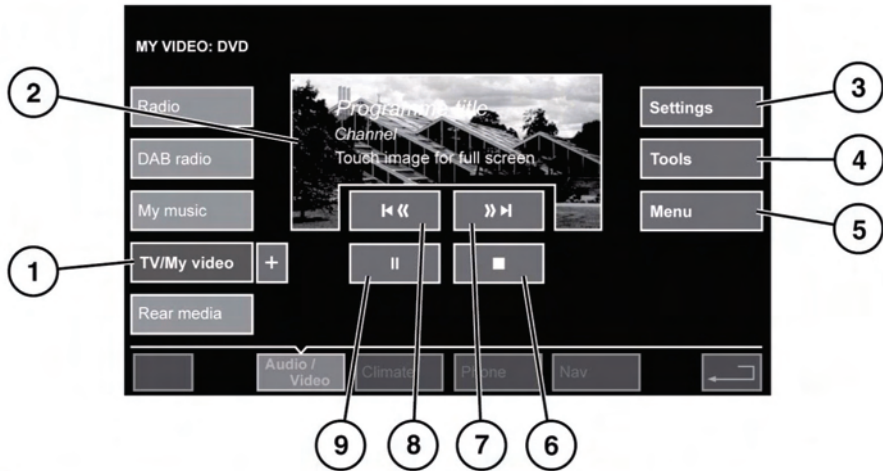 MY VIDEO: DVD
2
Radio
Programme title
Channel
Touch image for full screen
Settings
3
DAB radio
Tools
4
My music
Menu
5
1
TV/My video
+
Rear media
Audio /
Video
Climate
Phone
Nav
9
8
7
6